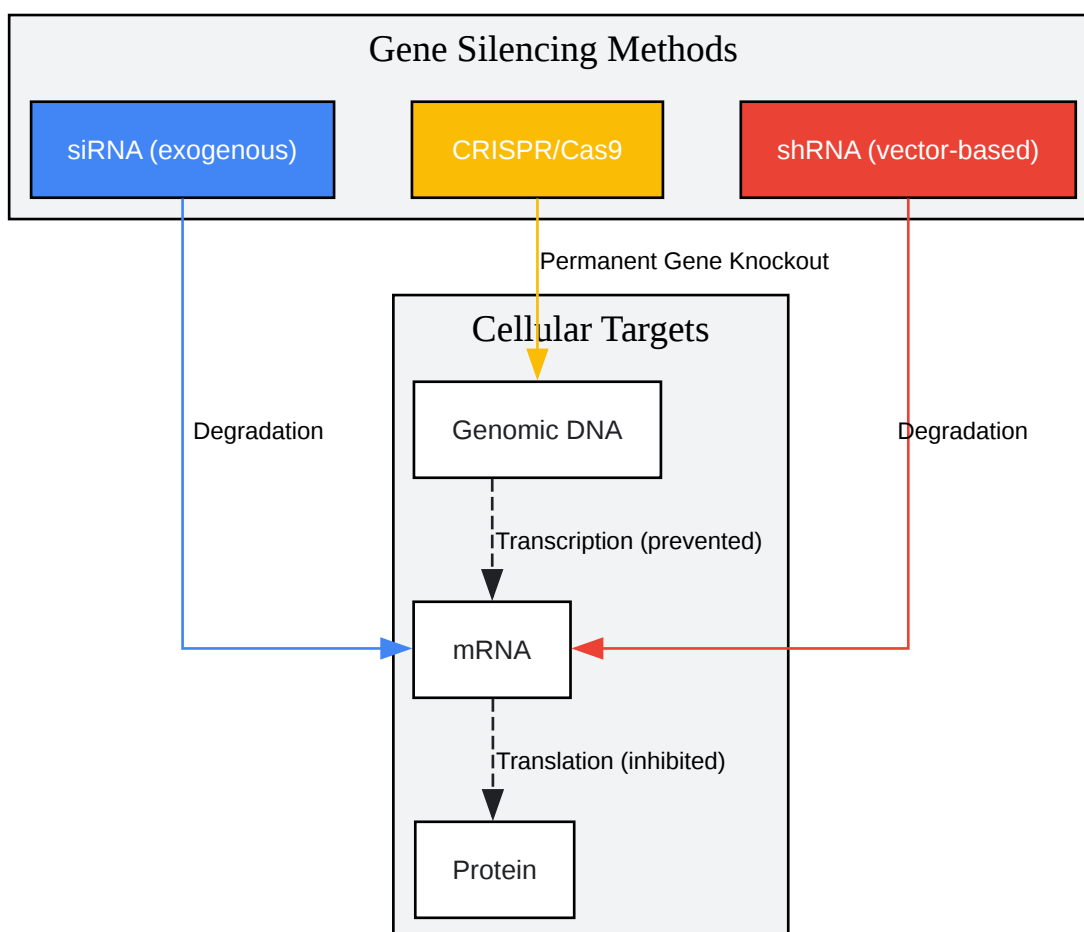 Gene Silencing Methods
siRNA (exogenous)
CRISPR/Cas9
shRNA (vector-based)
Permanent Gene Knockout
Cellular Targets
Genomic DNA
Degradation
Degradation
Transcription (prevented)
mRNA
Translation (inhibited)
Protein